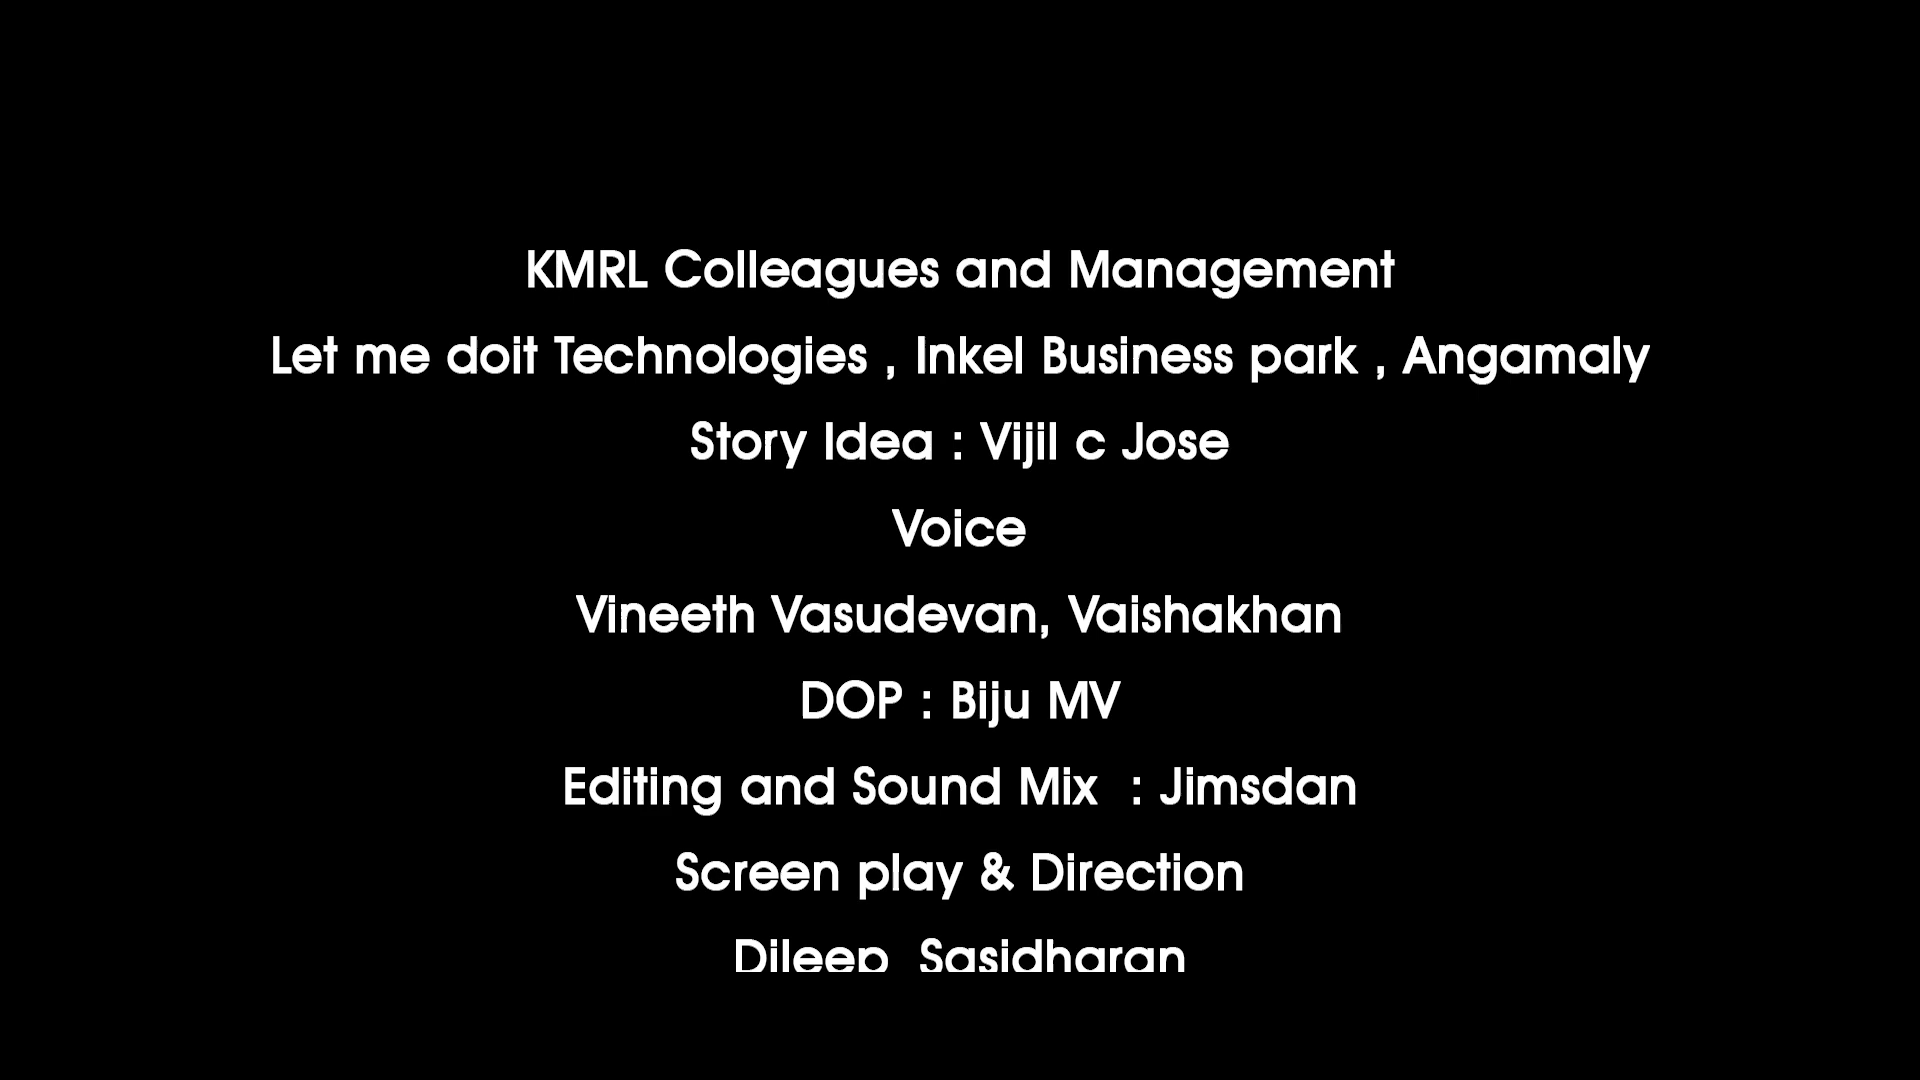 KMRL Colleagues and Management
Let me doit Technologies , Inkel Business park , Angamaly
Story Idea : Vijil c Jose
Voice
Vineeth Vasudevan, Vaishakhan
DOP : Biju MV
Editing and Sound Mix  : Jimsdan
Screen play & Direction
Dileep  Sasidharan